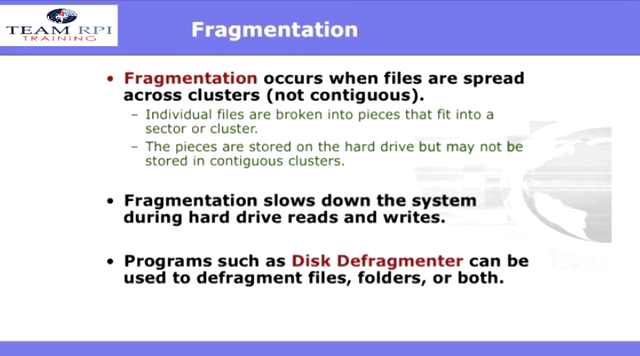 TEAM RPI
TRAINING
Fragmentation
• Fragmentation occurs when files are spread
across clusters (not contiguous).
– Individual files are broken into pieces that fit into a
sector or cluster.
– The pieces are stored on the hard drive but may not be
stored in contiguous clusters.
• Fragmentation slows down the system
during hard drive reads and writes.
• Programs such as Disk Defragmenter can be
used to defragment files, folders, or both.